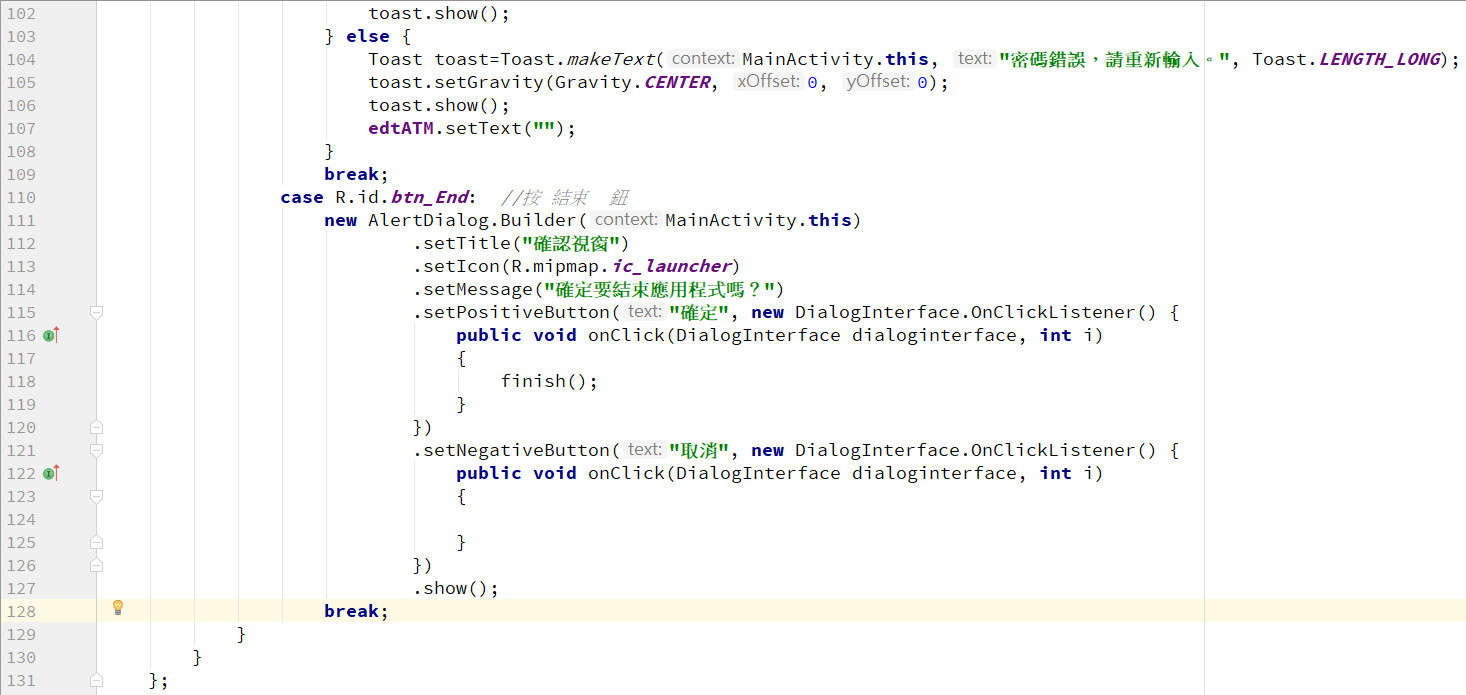 102 toast.show();
103 } else {
104 Toast toast=Toast.makeText( context: MainActivity.this, text: "密碼錯誤，請重新輸入。", Toast.LENGTH_LONG);
105 toast.setGravity(Gravity.CENTER, xOffset: 0, yOffset: 0);
106 toast.show();
107 edtATM.setText("");
108 }
109 break;
110 case R.id.btn_End: //按 結束 鈕
111 new AlertDialog.Builder( context: MainActivity.this)
112 .setTitle("確認視窗")
113 .setIcon(R.mipmap.ic_launcher)
114 .setMessage("確定要結束應用程式嗎？")
115 .setPositiveButton( text: "確定", new DialogInterface.OnClickListener() {
116 public void onClick(DialogInterface dialoginterface, int i)
117 {
118 finish();
119 }
120 })
121 .setNegativeButton( text: "取消", new DialogInterface.OnClickListener() {
122 public void onClick(DialogInterface dialoginterface, int i)
123 {
124
125 }
126 })
127 .show();
128 break;
129 }
130 }
131 };